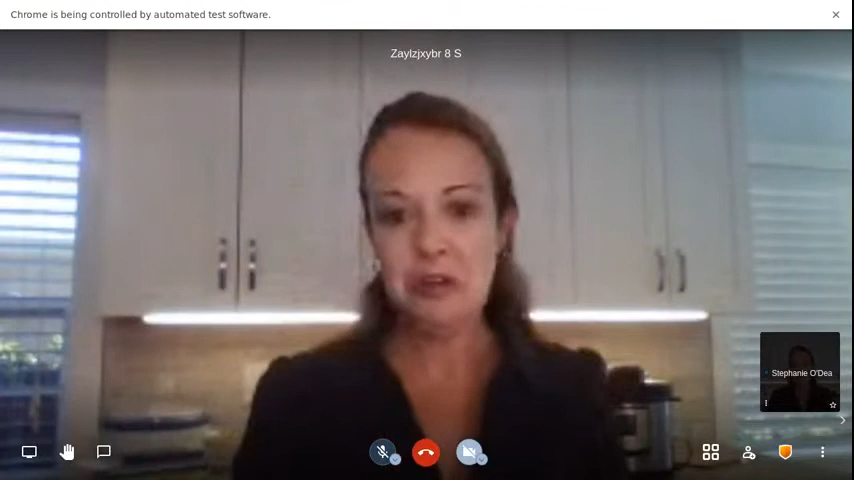 Chrome is being controlled by automated test software.
Zaylzjxybr 8 S
Stephanie O'Dea